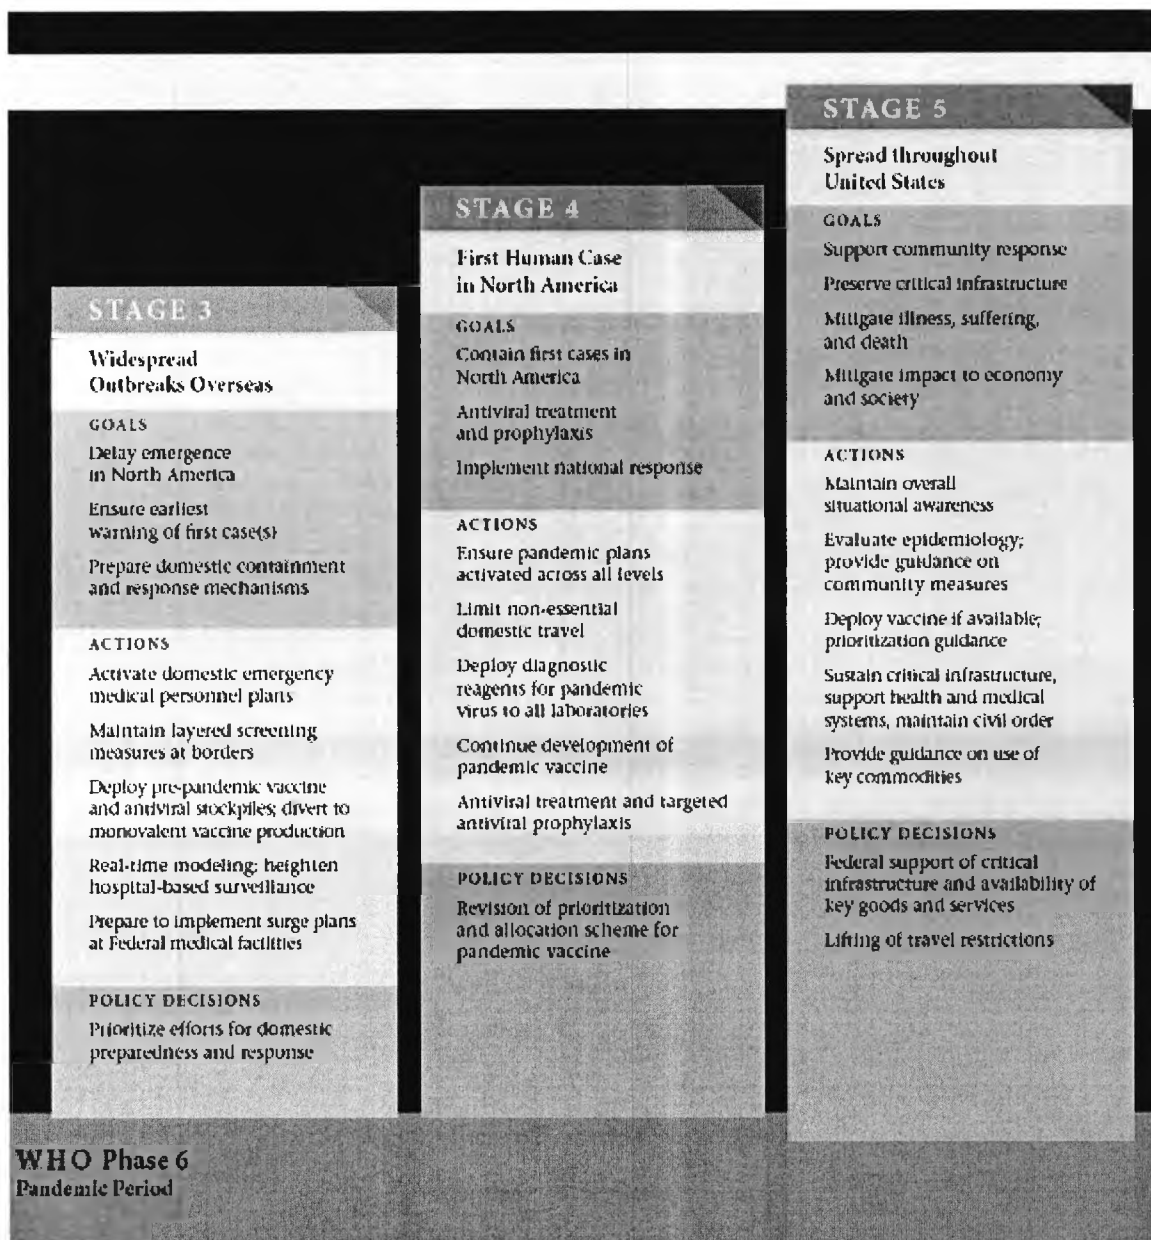 STAGE 3
Widespread
Outbreaks Overseas
GOALS
Delay emergence
in North America
Ensure earliest
warning of first case(s)
Prepare domestic containment
and response mechanisms
ACTIONS
Activate domestic emergency
medical personnel plans
Maintain layered screening
measures at borders
Deploy pre-pandemic vaccine
and antiviral stockpiles; divert to
monovalent vaccine production
Real-time modeling; heighten
hospital-based surveillance
Prepare to implement surge plans
at Federal medical facilities
POLICY DECISIONS
Prioritize efforts for domestic
preparedness and response
STAGE 4
First Human Case
in North America
GOALS
Contain first cases in
North America
Antiviral treatment
and prophylaxis
Implement national response
ACTIONS
Ensure pandemic plans
activated across all levels
Limit non-essential
domestic travel
Deploy diagnostic
reagents for pandemic
virus to all laboratories
Continue development of
pandemic vaccine
Antiviral treatment and targeted
antiviral prophylaxis
POLICY DECISIONS
Revision of prioritization
and allocation scheme for
pandemic vaccine
STAGE 5
Spread throughout
United States
GOALS
Support community response
Preserve critical infrastructure
Mitigate illness, suffering,
and death
Mitigate impact to economy
and society
ACTIONS
Maintain overall
situational awareness
Evaluate epidemiology;
provide guidance on
community measures
Deploy vaccine if available;
prioritization guidance
Sustain critical infrastructure,
support health and medical
systems, maintain civil order
Provide guidance on use of
key commodities
POLICY DECISIONS
Federal support of critical
infrastructure and availability of
key goods and services
Lifting of travel restrictions
WHO Phase 6
Pandemic Period